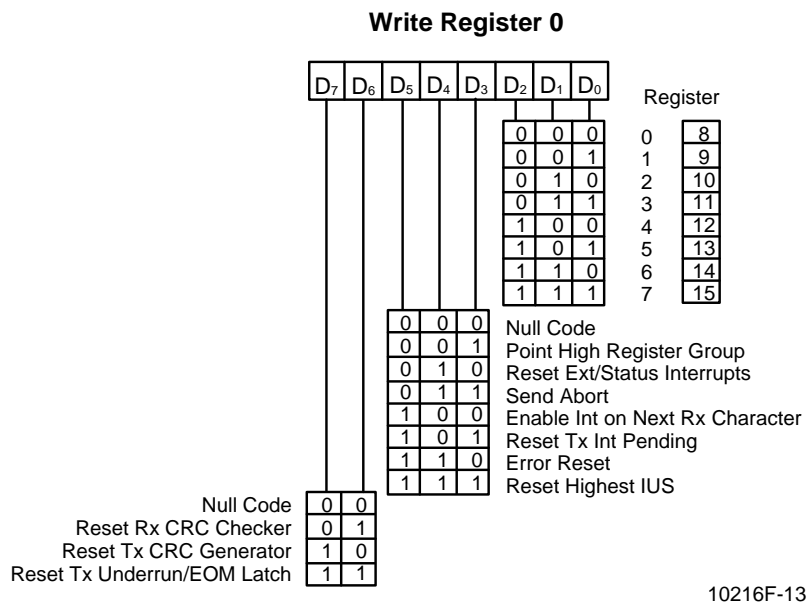 Write Register 0
D7 D6 D5 D4 D3 D2 D1 D0
Register
0 0 0 0 8
0 0 1 1 9
0 1 0 2 10
0 1 1 3 11
1 0 0 4 12
1 0 1 5 13
1 1 0 6 14
1 1 1 7 15
0 0 0 Null Code
0 0 1 Point High Register Group
0 1 0 Reset Ext/Status Interrupts
0 1 1 Send Abort
1 0 0 Enable Int on Next Rx Character
1 0 1 Reset Tx Int Pending
1 1 0 Error Reset
1 1 1 Reset Highest IUS
Null Code 0 0
Reset Rx CRC Checker 0 1
Reset Tx CRC Generator 1 0
Reset Tx Underrun/EOM Latch 1 1
10216F-13